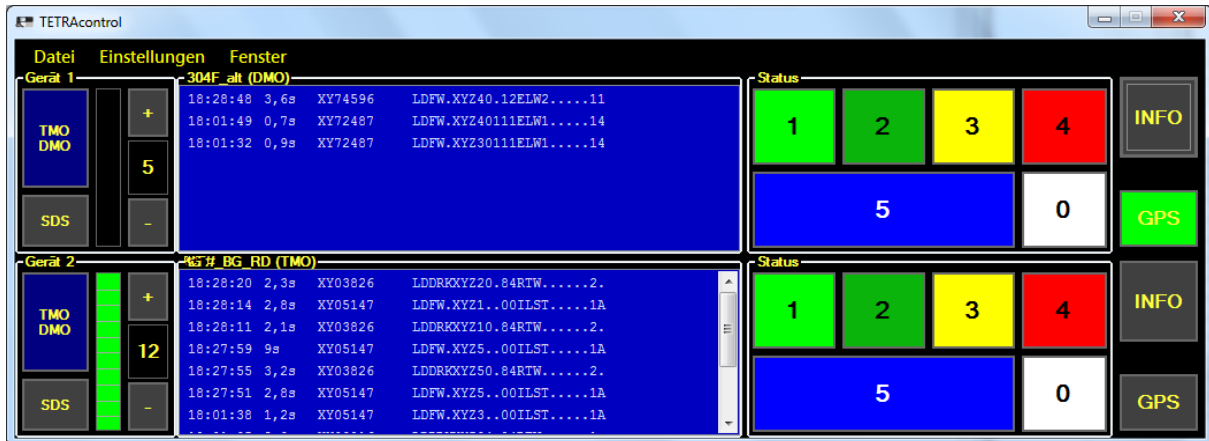 TETRAcontrol
Datei Einstellungen Fenster
Gerät 1
TMO
DMO
SDS
+
5
-
304F_alt (DMO)
18:28:48 3,6s XY74596 LDFW.XYZ40.12ELW2.....11
18:01:49 0,7s XY72487 LDFW.XYZ40111ELW1.....14
18:01:32 0,9s XY72487 LDFW.XYZ30111ELW1.....14
Status
1 2 3 4
5 0
INFO
GPS
Gerät 2
TMO
DMO
SDS
+
12
-
#_BG_RD (TMO)
18:28:20 2,3s XY03826 LDDRKXYZ20.84RTW......2.
18:28:14 2,8s XY05147 LDFW.XYZ1..00ILST.....1A
18:28:11 2,1s XY03826 LDDRKXYZ10.84RTW......2.
18:27:59 9s XY05147 LDFW.XYZ5..00ILST.....1A
18:27:55 3,2s XY03826 LDDRKXYZ50.84RTW......2.
18:27:51 2,8s XY05147 LDFW.XYZ5..00ILST.....1A
18:01:38 1,2s XY05147 LDFW.XYZ3..00ILST.....1A
Status
1 2 3 4
5 0
INFO
GPS